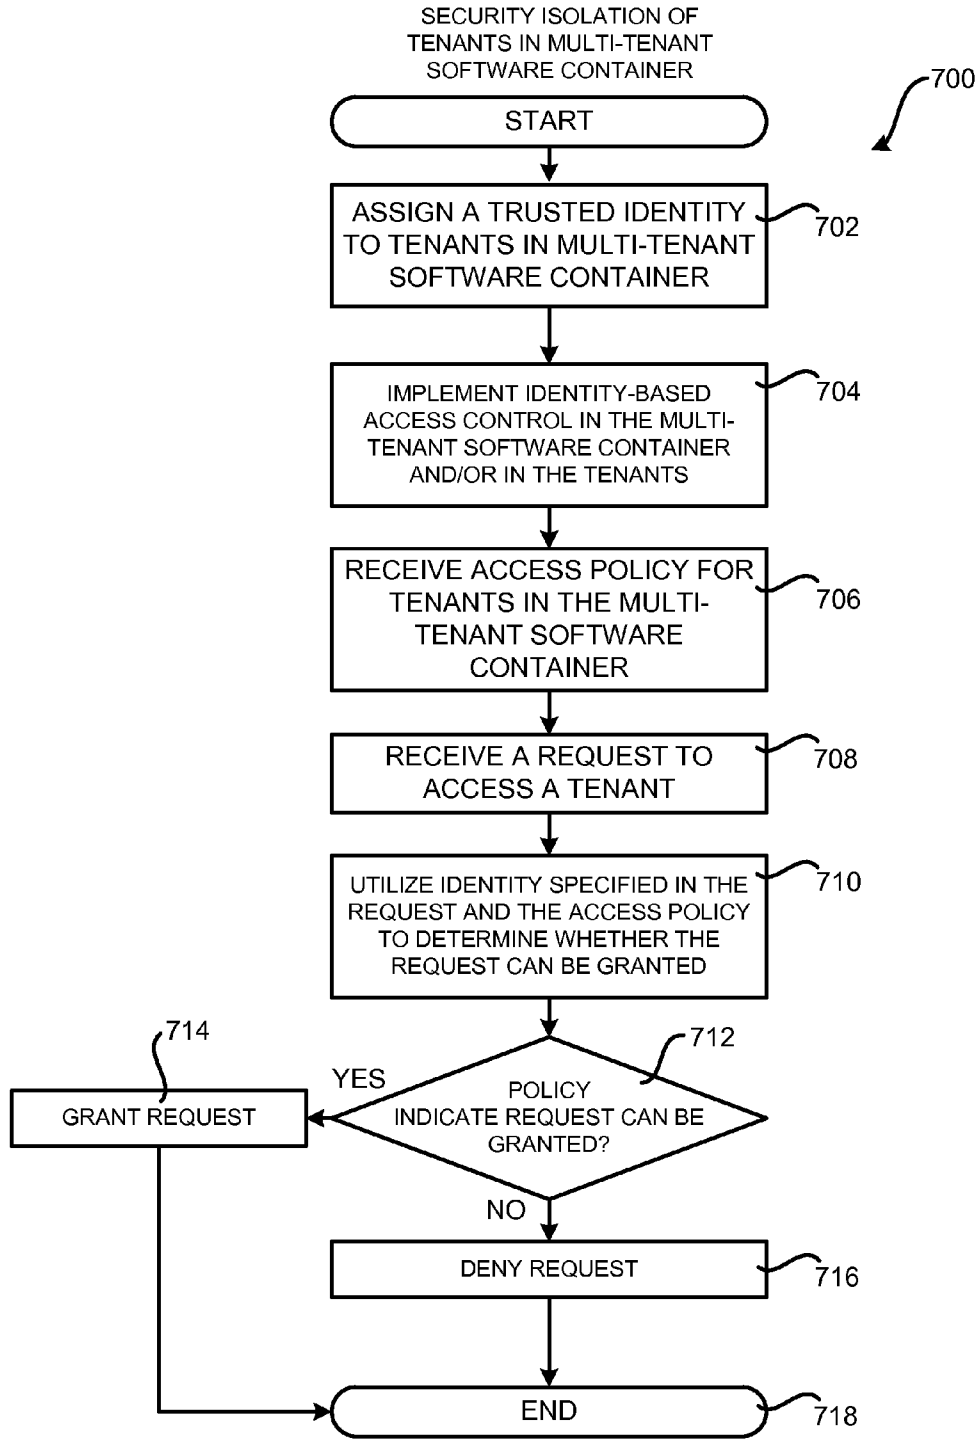 SECURITY ISOLATION OF
TENANTS IN MULTI-TENANT
SOFTWARE CONTAINER
700
START
ASSIGN A TRUSTED IDENTITY
TO TENANTS IN MULTI-TENANT
SOFTWARE CONTAINER
702
IMPLEMENT IDENTITY-BASED
ACCESS CONTROL IN THE MULTI-
TENANT SOFTWARE CONTAINER
AND/OR IN THE TENANTS
704
RECEIVE ACCESS POLICY FOR
TENANTS IN THE MULTI-
TENANT SOFTWARE
CONTAINER
706
RECEIVE A REQUEST TO
ACCESS A TENANT
708
UTILIZE IDENTITY SPECIFIED IN THE
REQUEST AND THE ACCESS POLICY
TO DETERMINE WHETHER THE
REQUEST CAN BE GRANTED
710
POLICY
INDICATE REQUEST CAN BE
GRANTED?
712
YES
714
GRANT REQUEST
NO
DENY REQUEST
716
END
718